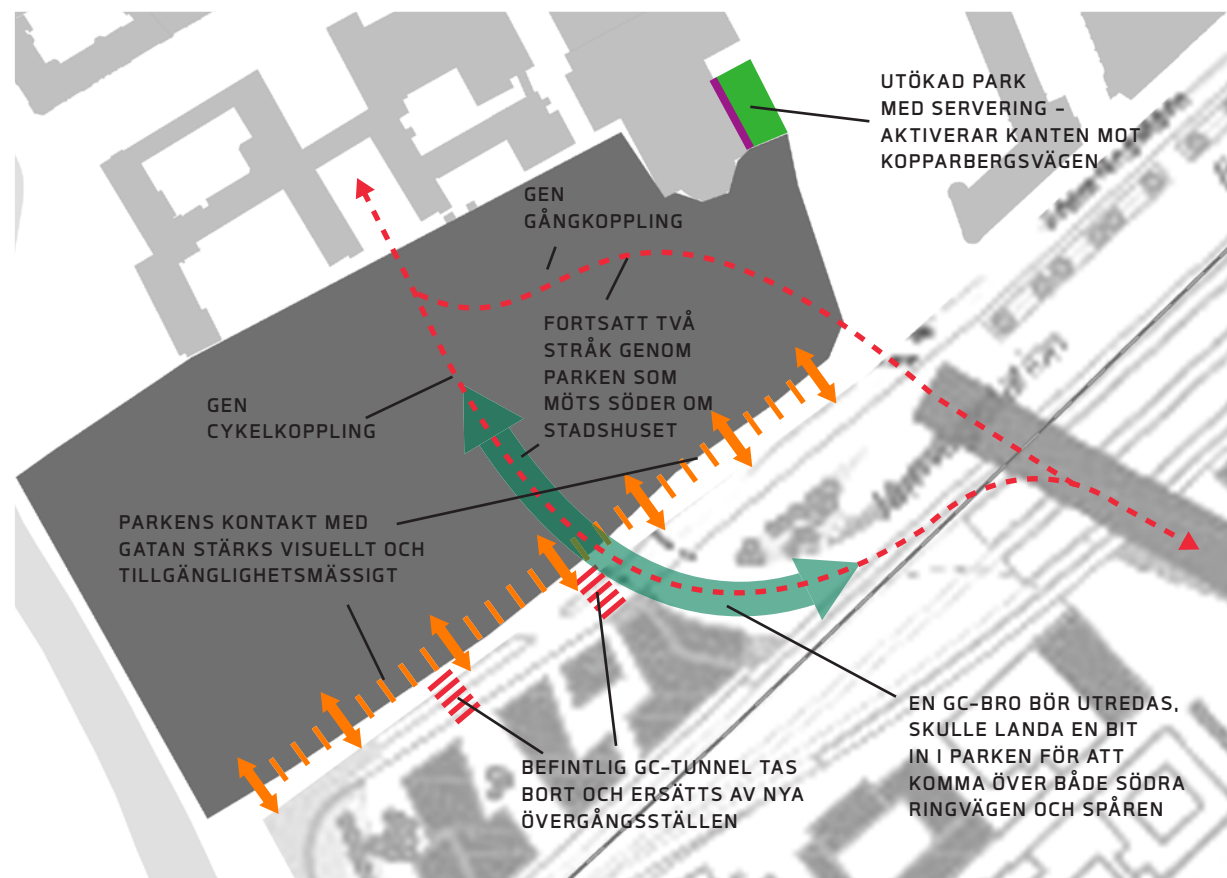 UTÖKAD PARK
MED SERVERING –
AKTIVERAR KANTEN MOT
KOPPARBERGSVÄGEN
GEN
GÅNGKOPPLING
FORTSATT TVÅ
STRÅK GENOM
PARKEN SOM
MÖTS SÖDER OM
STADSHUSET
GEN
CYKELKOPPLING
PARKENS KONTAKT MED
GATAN STÄRKS VISUELLT OCH
TILLGÄNGLIGHETSMÄSSIGT
BEFINTLIG GC-TUNNEL TAS
BORT OCH ERSÄTTS AV NYA
ÖVERGÅNGSSTÄLLEN
EN GC-BRO BÖR UTREDAS,
SKULLE LANDA EN BIT
IN I PARKEN FÖR ATT
KOMMA ÖVER BÅDE SÖDRA
RINGVÄGEN OCH SPÅREN